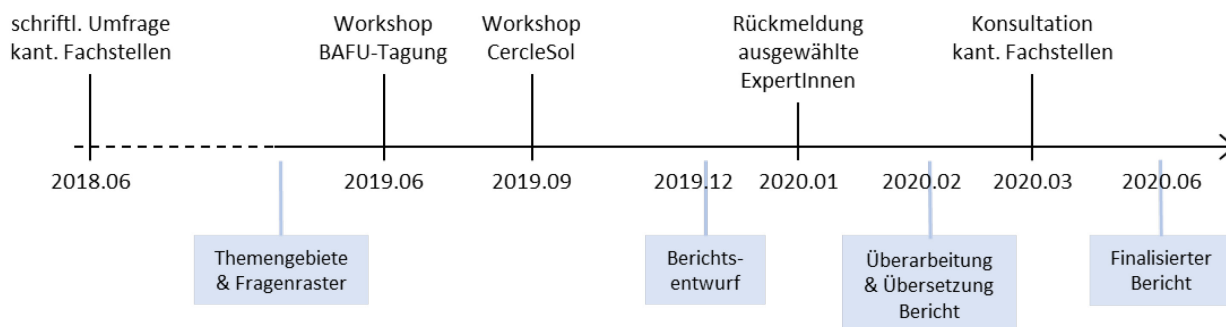 schriftl. Umfrage
kant. Fachstellen
Workshop
BAFU-Tagung
Workshop
CercleSol
Rückmeldung
ausgewählte
ExpertInnen
Konsultation
kant. Fachstellen
2018.06
2019.06
2019.09
2019.12
2020.01
2020.02
2020.03
2020.06
Themengebiete
& Fragenraster
Berichts-
entwurf
Überarbeitung
& Übersetzung
Bericht
Finalisierter
Bericht